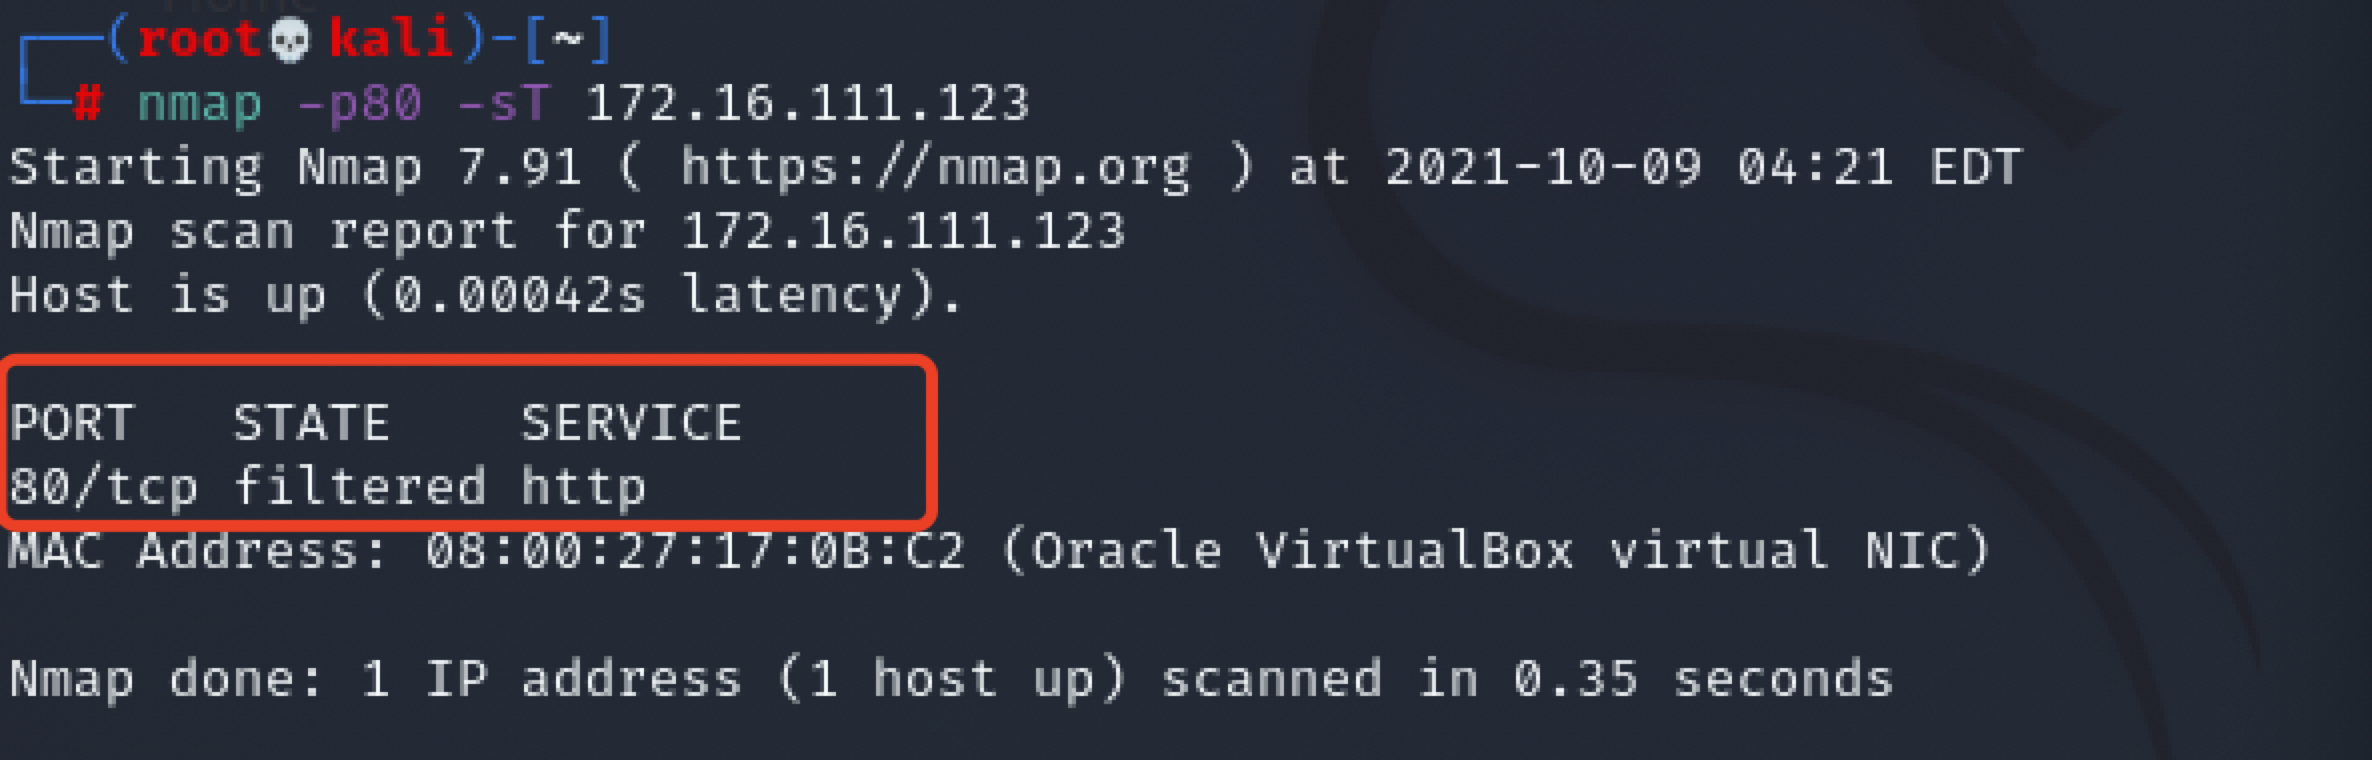 ┌──(root💀kali)-[~]
└─# nmap -p80 -sT 172.16.111.123
Starting Nmap 7.91 ( https://nmap.org ) at 2021-10-09 04:21 EDT
Nmap scan report for 172.16.111.123
Host is up (0.00042s latency).
PORT   STATE    SERVICE
80/tcp filtered http
MAC Address: 08:00:27:17:0B:C2 (Oracle VirtualBox virtual NIC)
Nmap done: 1 IP address (1 host up) scanned in 0.35 seconds